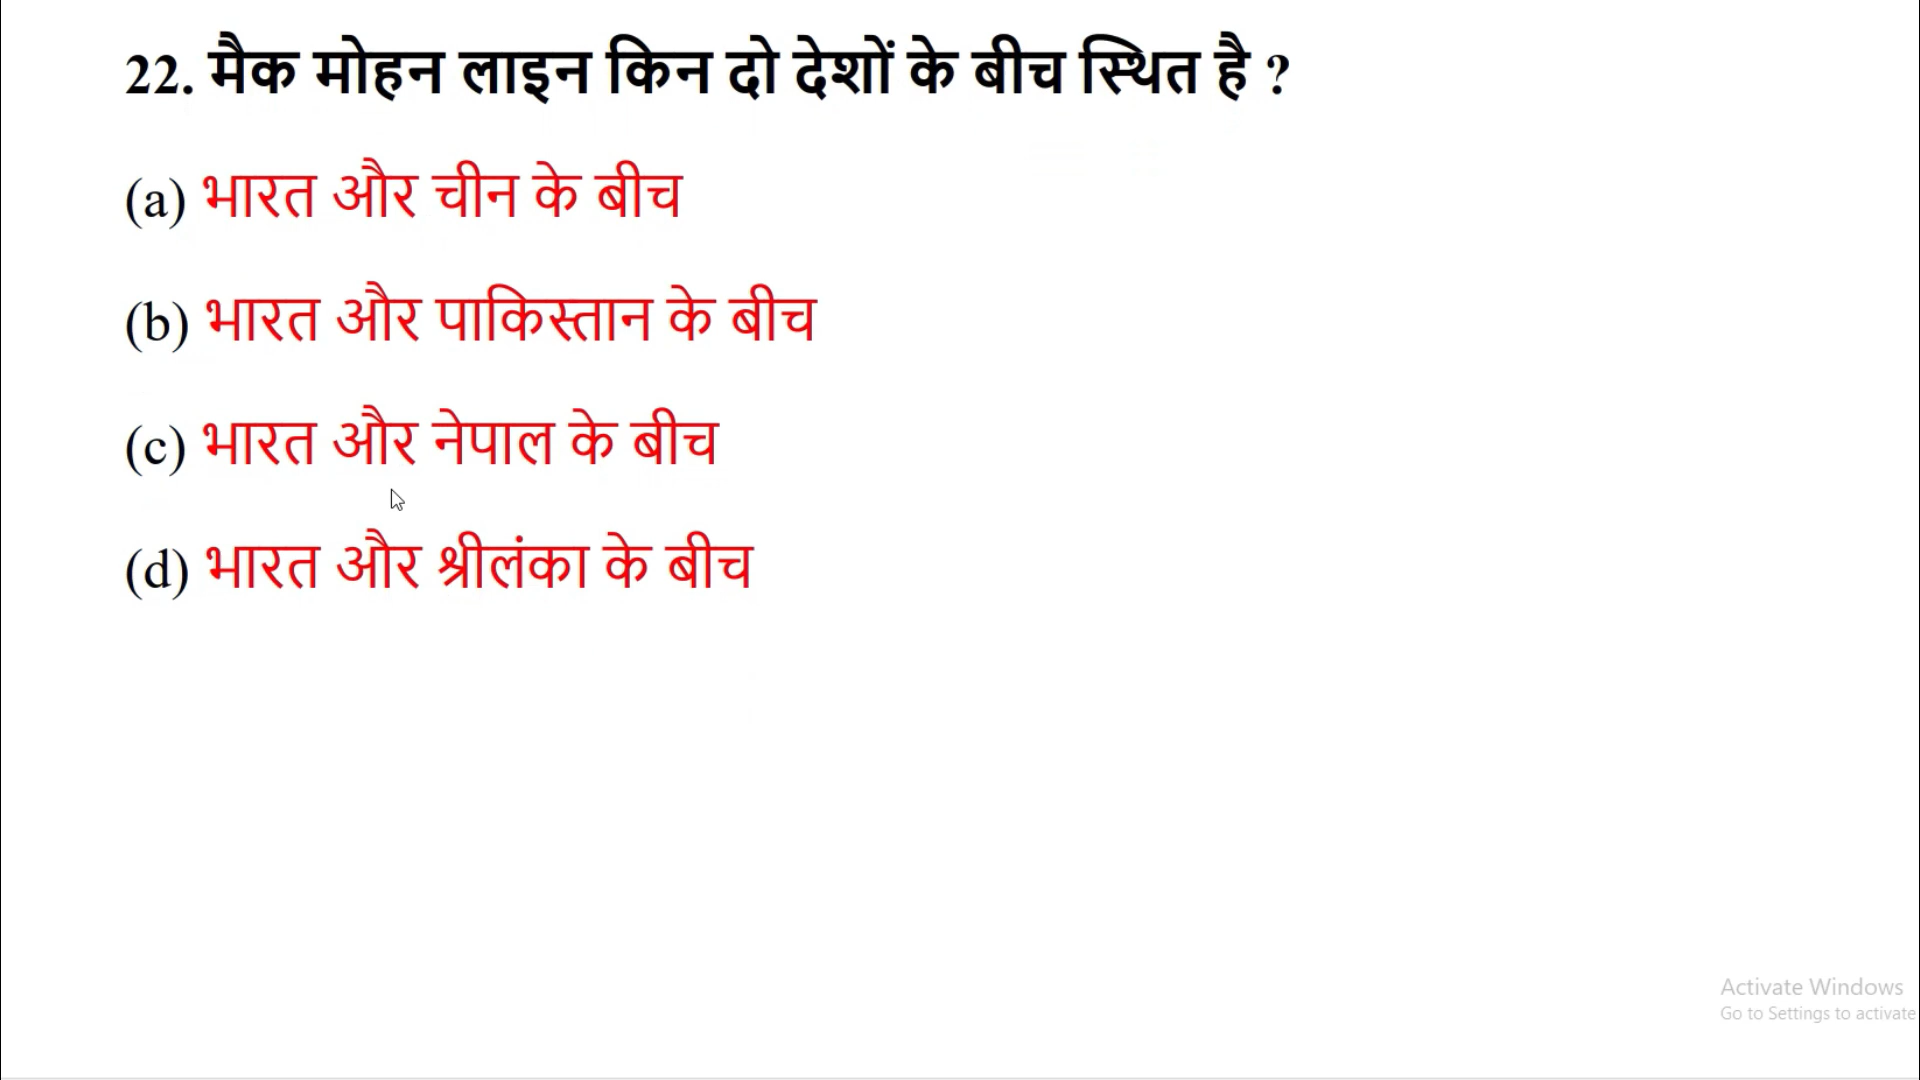 22. मैक मोहन लाइन किन दो देशों के बीच स्थित है ?
(a) भारत और चीन के बीच
(b) भारत और पाकिस्तान के बीच
(c) भारत और नेपाल के बीच
(d) भारत और श्रीलंका के बीच
Activate Windows
Go to Settings to activate